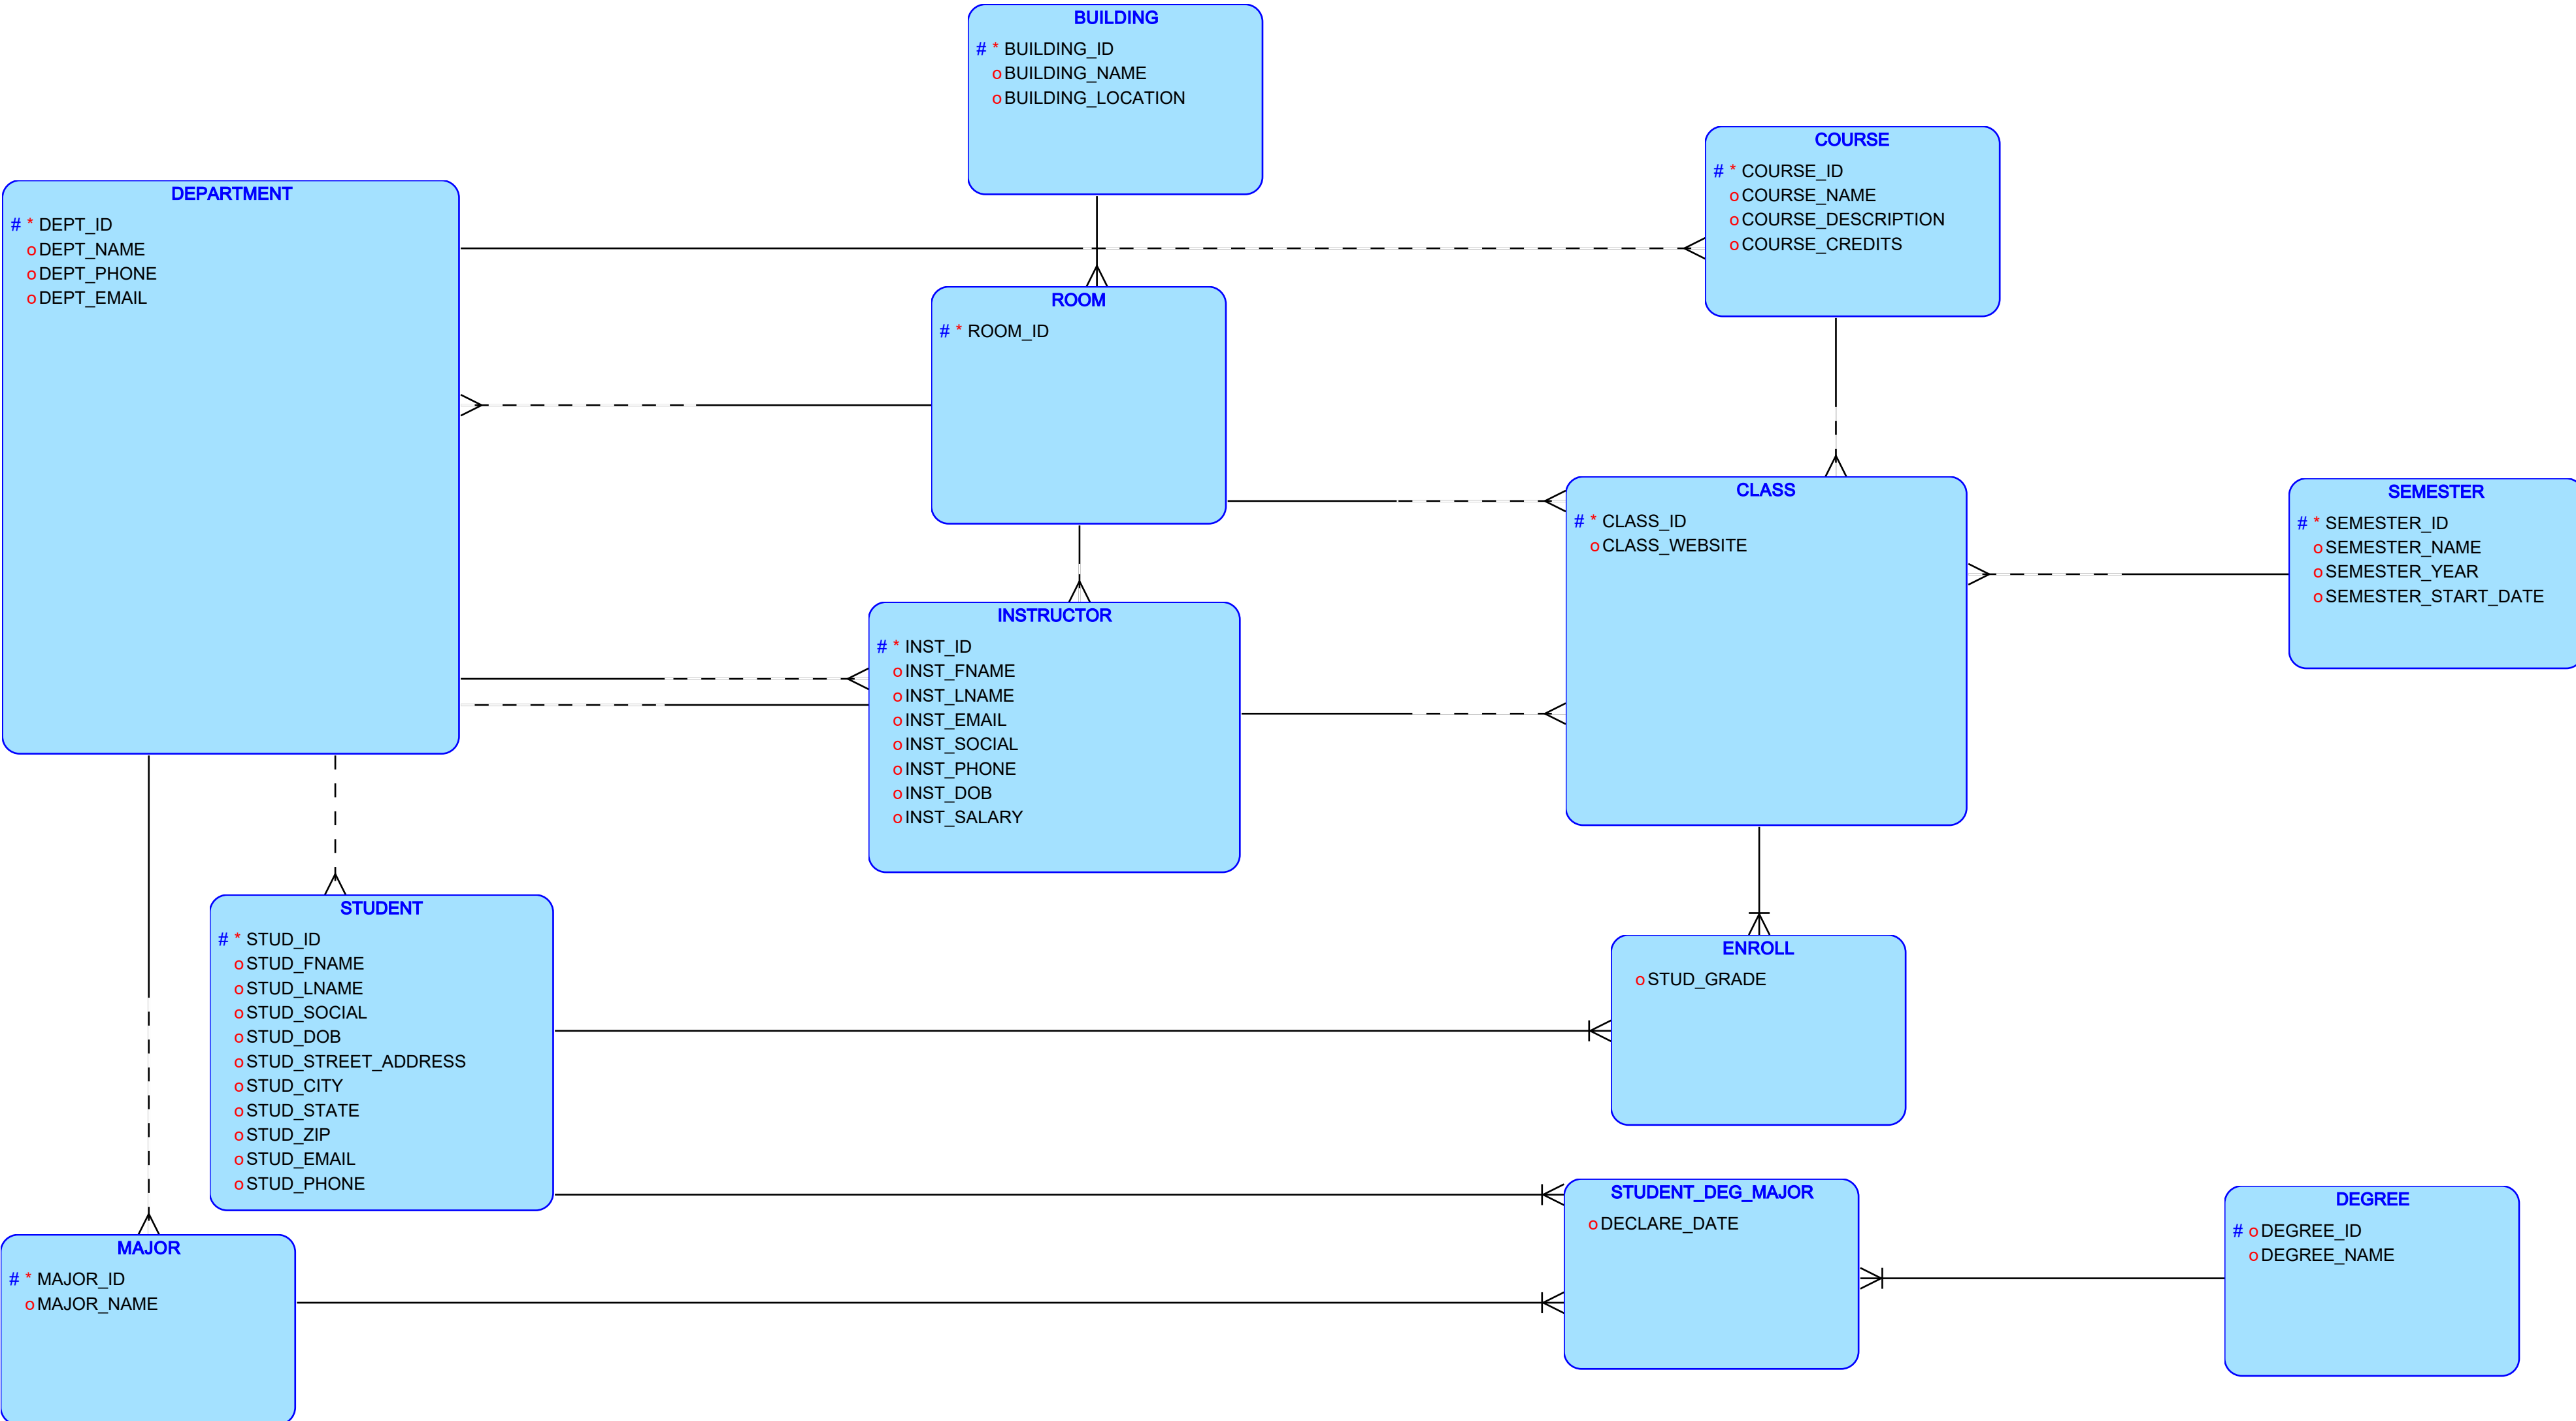 BUILDING
# * BUILDING_ID
o BUILDING_NAME
o BUILDING_LOCATION
COURSE
# * COURSE_ID
o COURSE_NAME
o COURSE_DESCRIPTION
o COURSE_CREDITS
DEPARTMENT
# * DEPT_ID
o DEPT_NAME
o DEPT_PHONE
o DEPT_EMAIL
ROOM
# * ROOM_ID
CLASS
# * CLASS_ID
o CLASS_WEBSITE
SEMESTER
# * SEMESTER_ID
o SEMESTER_NAME
o SEMESTER_YEAR
o SEMESTER_START_DATE
INSTRUCTOR
# * INST_ID
o INST_FNAME
o INST_LNAME
o INST_EMAIL
o INST_SOCIAL
o INST_PHONE
o INST_DOB
o INST_SALARY
STUDENT
# * STUD_ID
o STUD_FNAME
o STUD_LNAME
o STUD_SOCIAL
o STUD_DOB
o STUD_STREET_ADDRESS
o STUD_CITY
o STUD_STATE
o STUD_ZIP
o STUD_EMAIL
o STUD_PHONE
ENROLL
o STUD_GRADE
STUDENT_DEG_MAJOR
o DECLARE_DATE
DEGREE
# o DEGREE_ID
o DEGREE_NAME
MAJOR
# * MAJOR_ID
o MAJOR_NAME